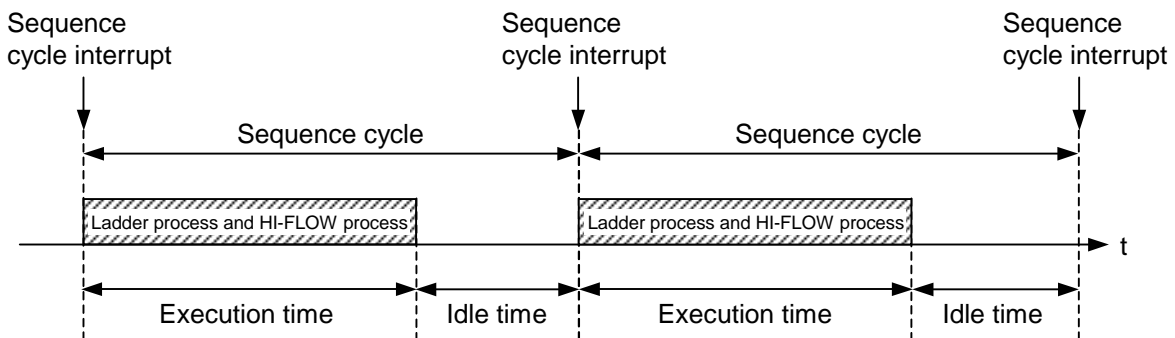 Sequence
cycle interrupt
Sequence
cycle interrupt
Sequence
cycle interrupt
Sequence cycle
Sequence cycle
Ladder process and HI-FLOW process
Ladder process and HI-FLOW process
t
Execution time
Idle time
Execution time
Idle time